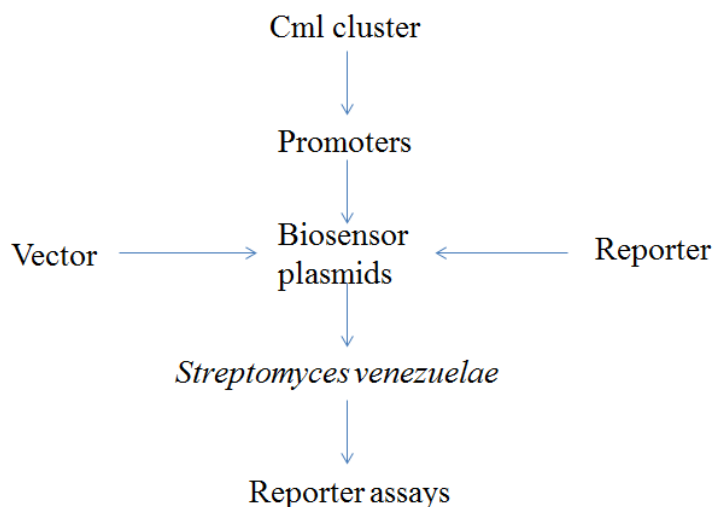 Cml cluster
Promoters
Vector
Biosensor
plasmids
Reporter
Streptomyces venezuelae
Reporter assays